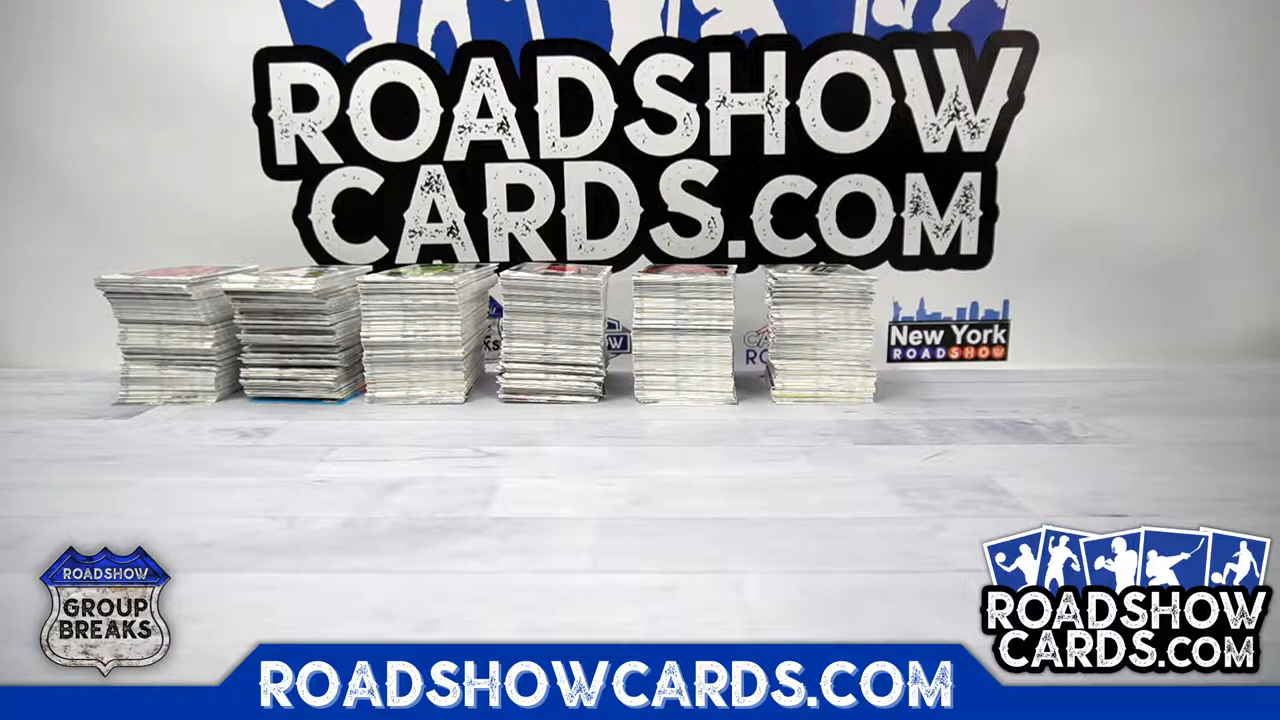 ROADSHOW
CARDS.COM
New York
ROADSHOW
ROADSHOW
GROUP
BREAKS
ROADSHOW
CARDS.COM
ROADSHOWCARDS.COM